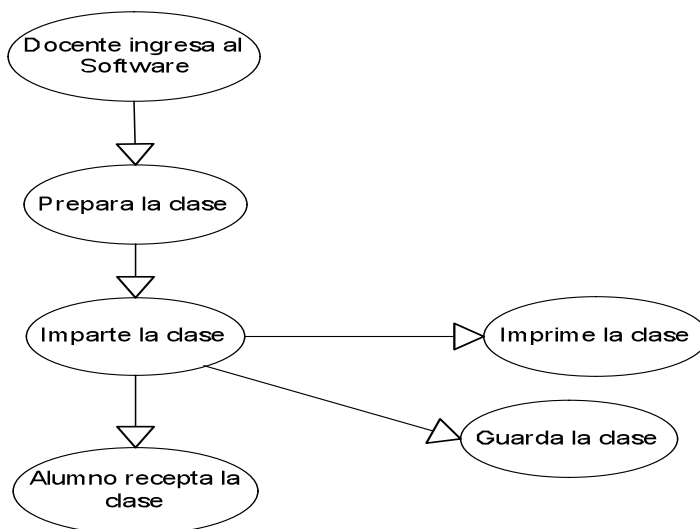 Docente ingresa al
Software
Prepara la clase
Imparte la clase
Imprime la clase
Guarda la clase
Alumno recepta la
clase